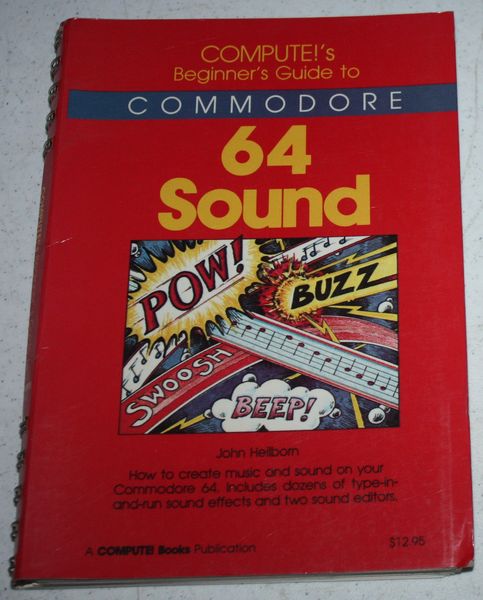 COMPUTE!'s
Beginner's Guide to
COMMODORE
64
Sound
POW!
BUZZ
SWOOSH
BEEP!
John Heilborn
How to create music and sound on your
Commodore 64. Includes dozens of type-in-
and-run sound effects and two sound editors.
A COMPUTE! Books Publication
$12.95